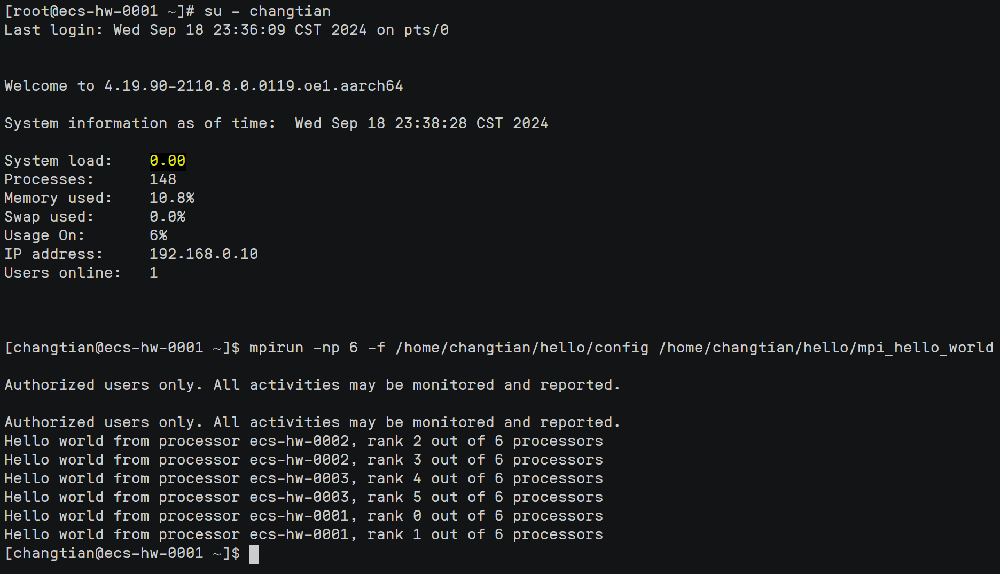 [root@ecs-hw-0001 ~]# su - changtian
Last login: Wed Sep 18 23:36:09 CST 2024 on pts/0
Welcome to 4.19.90-2110.8.0.0119.oe1.aarch64
System information as of time:  Wed Sep 18 23:38:28 CST 2024
System load:    0.00
Processes:      148
Memory used:    10.8%
Swap used:      0.0%
Usage On:       6%
IP address:     192.168.0.10
Users online:   1
[changtian@ecs-hw-0001 ~]$ mpirun -np 6 -f /home/changtian/hello/config /home/changtian/hello/mpi_hello_world
Authorized users only. All activities may be monitored and reported.
Authorized users only. All activities may be monitored and reported.
Hello world from processor ecs-hw-0002, rank 2 out of 6 processors
Hello world from processor ecs-hw-0002, rank 3 out of 6 processors
Hello world from processor ecs-hw-0003, rank 4 out of 6 processors
Hello world from processor ecs-hw-0003, rank 5 out of 6 processors
Hello world from processor ecs-hw-0001, rank 0 out of 6 processors
Hello world from processor ecs-hw-0001, rank 1 out of 6 processors
[changtian@ecs-hw-0001 ~]$